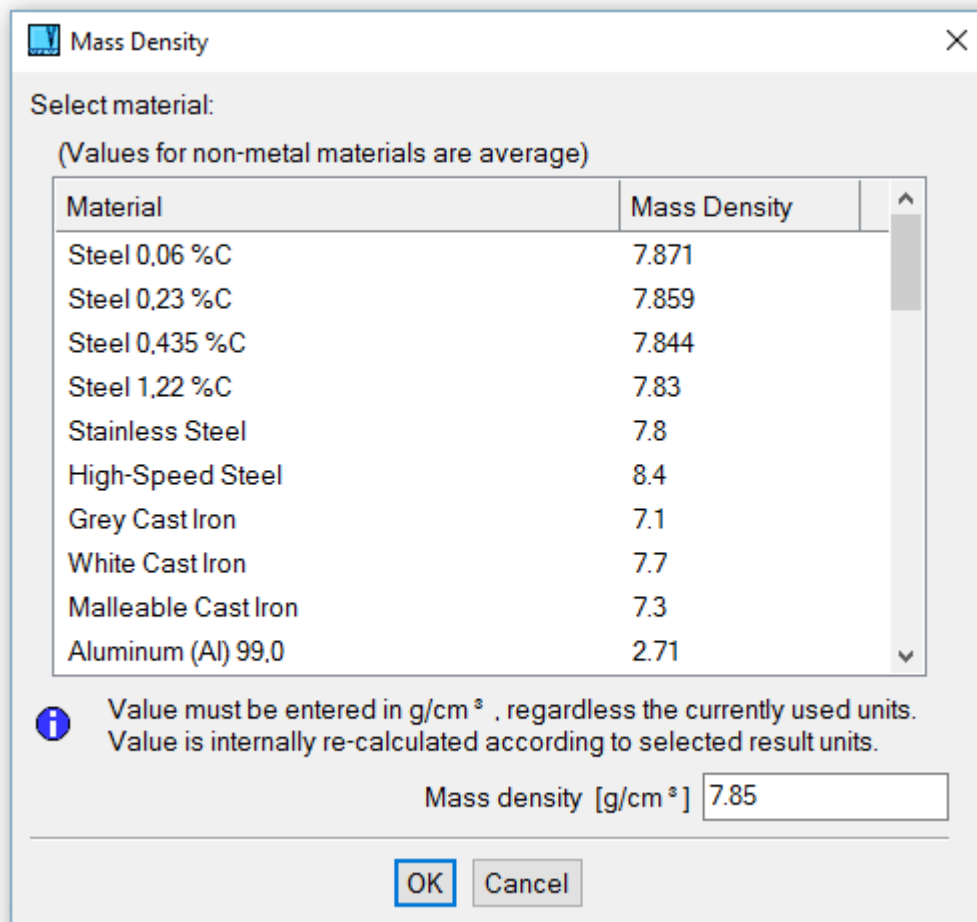 Mass Density
Select material:
(Values for non-metal materials are average)
Material Mass Density
Steel 0,06 %C 7.871
Steel 0,23 %C 7.859
Steel 0,435 %C 7.844
Steel 1,22 %C 7.83
Stainless Steel 7.8
High-Speed Steel 8.4
Grey Cast Iron 7.1
White Cast Iron 7.7
Malleable Cast Iron 7.3
Aluminum (Al) 99,0 2.71
Value must be entered in g/cm³ , regardless the currently used units.
Value is internally re-calculated according to selected result units.
Mass density [g/cm³] 7.85
OK Cancel